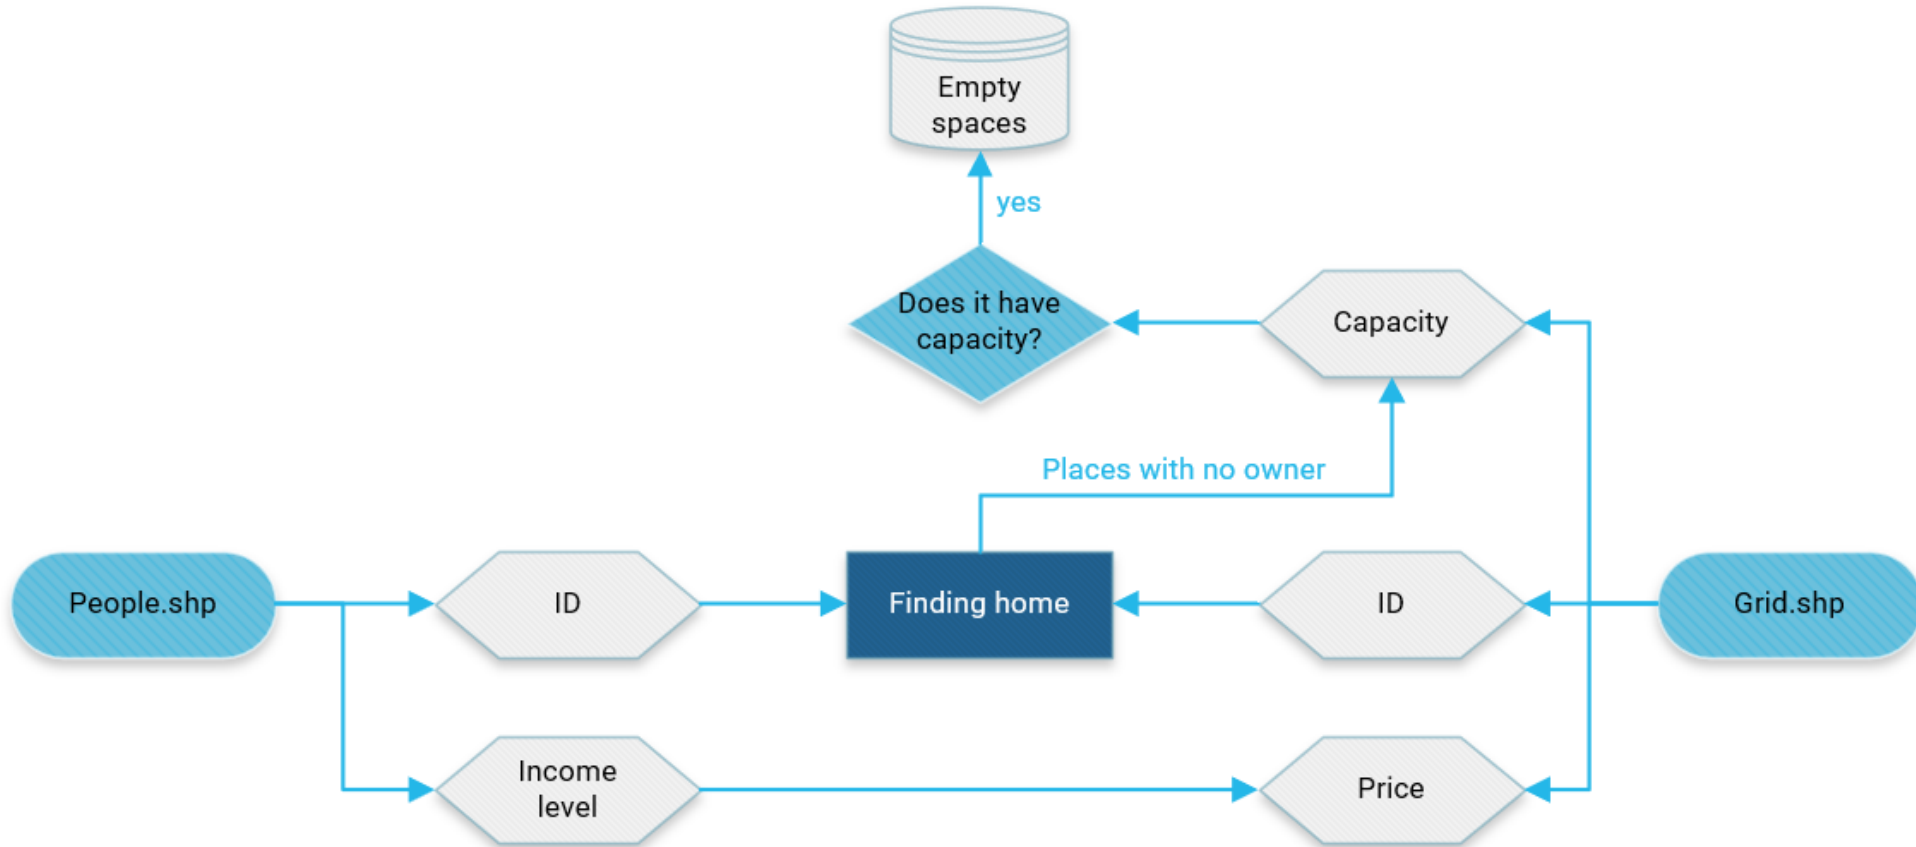 Empty
spaces
yes
Does it have
capacity?
Capacity
Places with no owner
People.shp
ID
Finding home
ID
Grid.shp
Income
level
Price